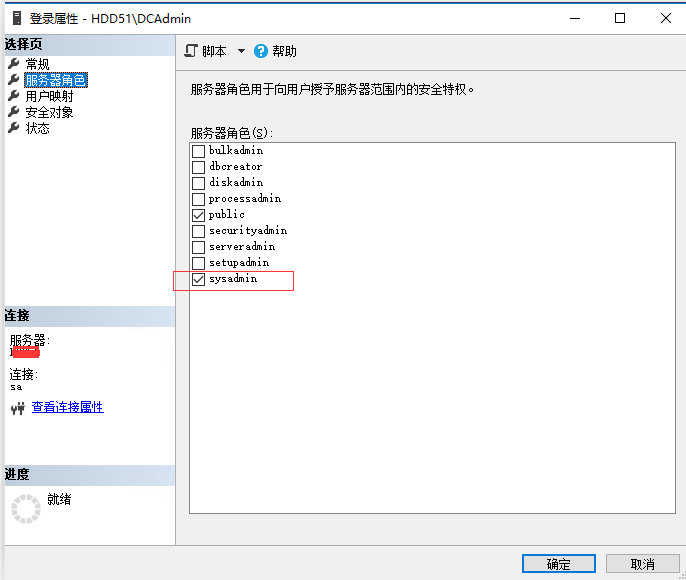 登录属性 - HDD51\DCAdmin
选择页
常规
服务器角色
用户映射
安全对象
状态
脚本
帮助
服务器角色用于向用户授予服务器范围内的安全特权。
服务器角色(S):
bulkadmin
dbcreator
diskadmin
processadmin
public
securityadmin
serveradmin
setupadmin
sysadmin
连接
服务器:
连接:
sa
查看连接属性
进度
就绪
确定
取消